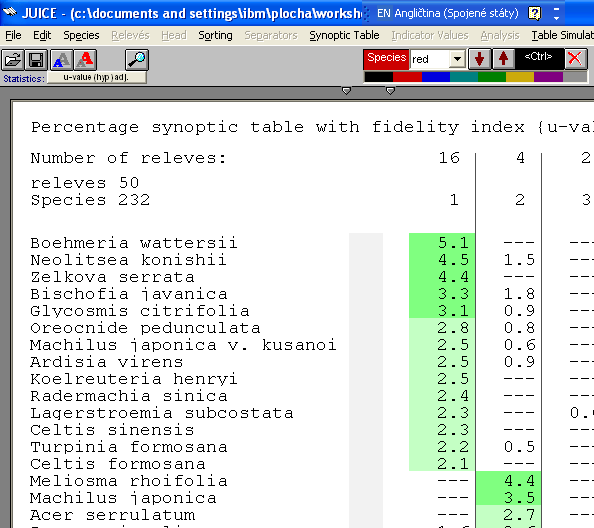 JUICE - (c:\documents and settings\ibm\plocha\worksh
EN Angličtina (Spojené státy)
File Edit Species Relevés Head Sorting Separators Synoptic Table Indicator Values Analysis Table Simulat
Species red <Ctrl>
Statistics: u-value (hyp) adj.
Percentage synoptic table with fidelity index (u-val
Number of releves: 16 4 2
releves 50
Species 232 1 2 3
Boehmeria wattersii 5.1 --- ---
Neolitsea konishii 4.5 1.5 ---
Zelkova serrata 4.4 --- ---
Bischofia javanica 3.3 1.8 ---
Glycosmis citrifolia 3.1 0.9 ---
Oreocnide pedunculata 2.8 0.8 ---
Machilus japonica v. kusanoi 2.5 0.6 ---
Ardisia virens 2.5 0.9 ---
Koelreuteria henryi 2.5 --- ---
Radermachia sinica 2.4 --- ---
Lagerstroemia subcostata 2.3 --- 0.
Celtis sinensis 2.3 --- ---
Turpinia formosana 2.2 0.5 ---
Celtis formosana 2.1 --- ---
Meliosma rhoifolia --- 4.4 ---
Machilus japonica --- 3.5 ---
Acer serrulatum --- 2.7 ---